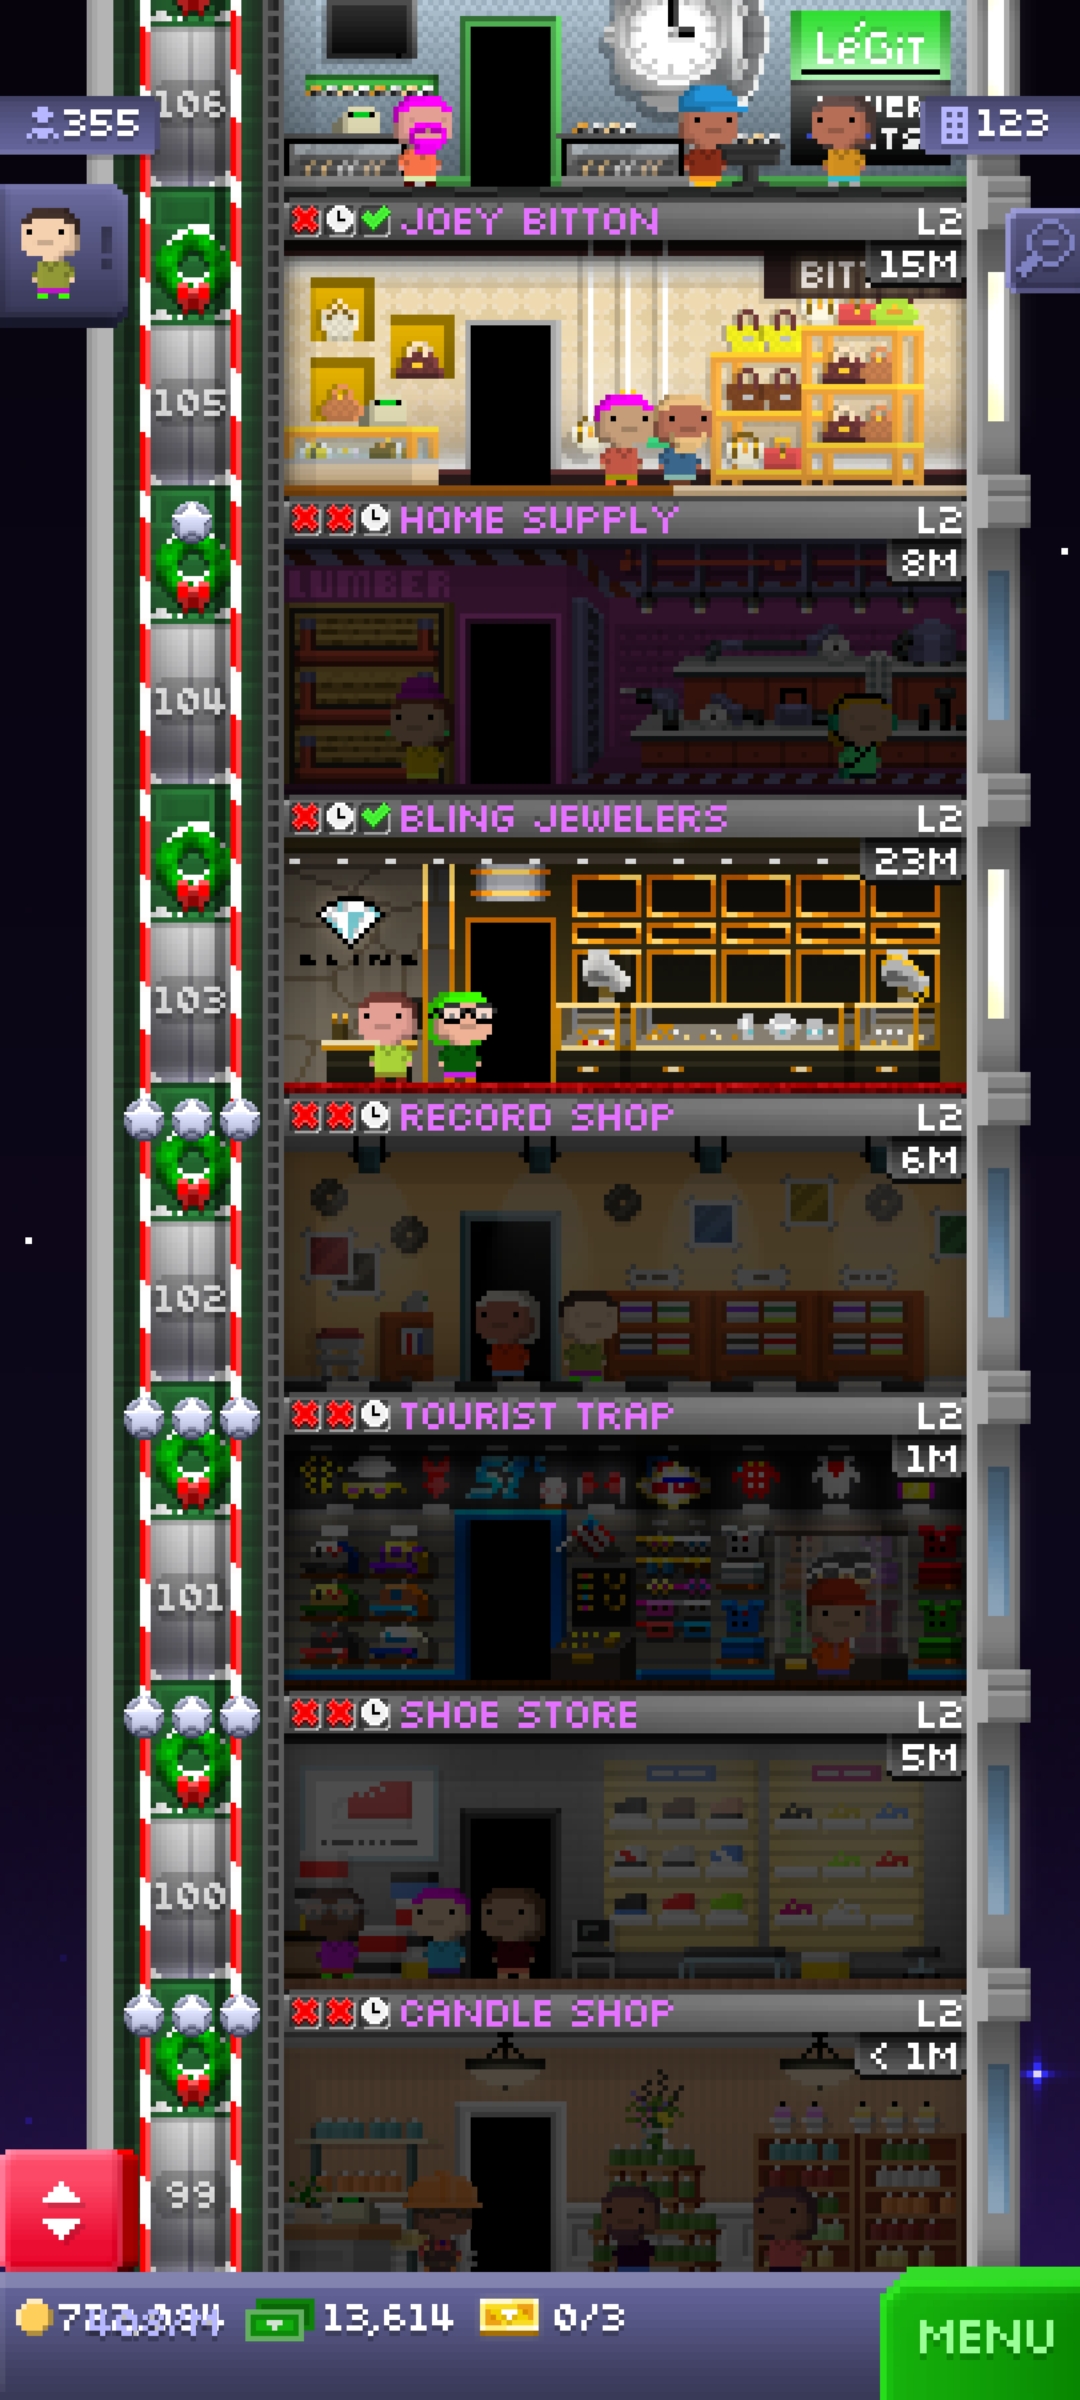 106
LéGit
355
123
JOEY BITTON
L2
15M
BIT
105
HOME SUPPLY
L2
8M
LUMBER
104
BLING JEWELERS
L2
23M
BLING
103
RECORD SHOP
L2
6M
102
TOURIST TRAP
L2
1M
101
SHOE STORE
L2
5M
100
CANDLE SHOP
L2
< 1M
99
13,614
0/3
MENU